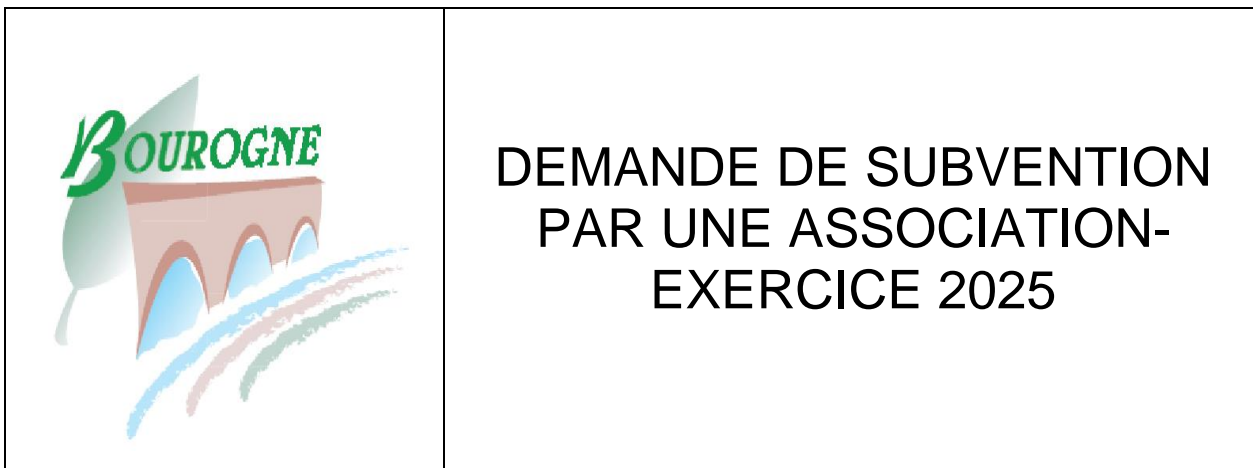 BOUROGNE
DEMANDE DE SUBVENTION
PAR UNE ASSOCIATION-
EXERCICE 2025